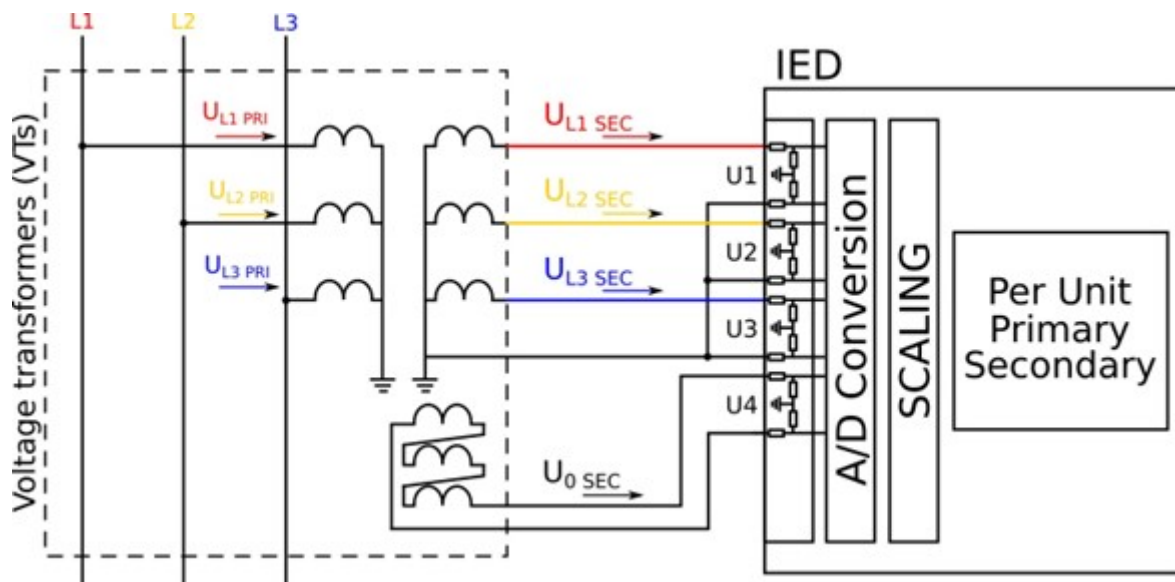 L1 L2 L3
IED
Voltage transformers (VTs)
UL1 PRI
UL1 SEC
U1
UL2 PRI
UL2 SEC
U2
UL3 PRI
UL3 SEC
U3
U4
U0 SEC
A/D Conversion
SCALING
Per Unit
Primary
Secondary